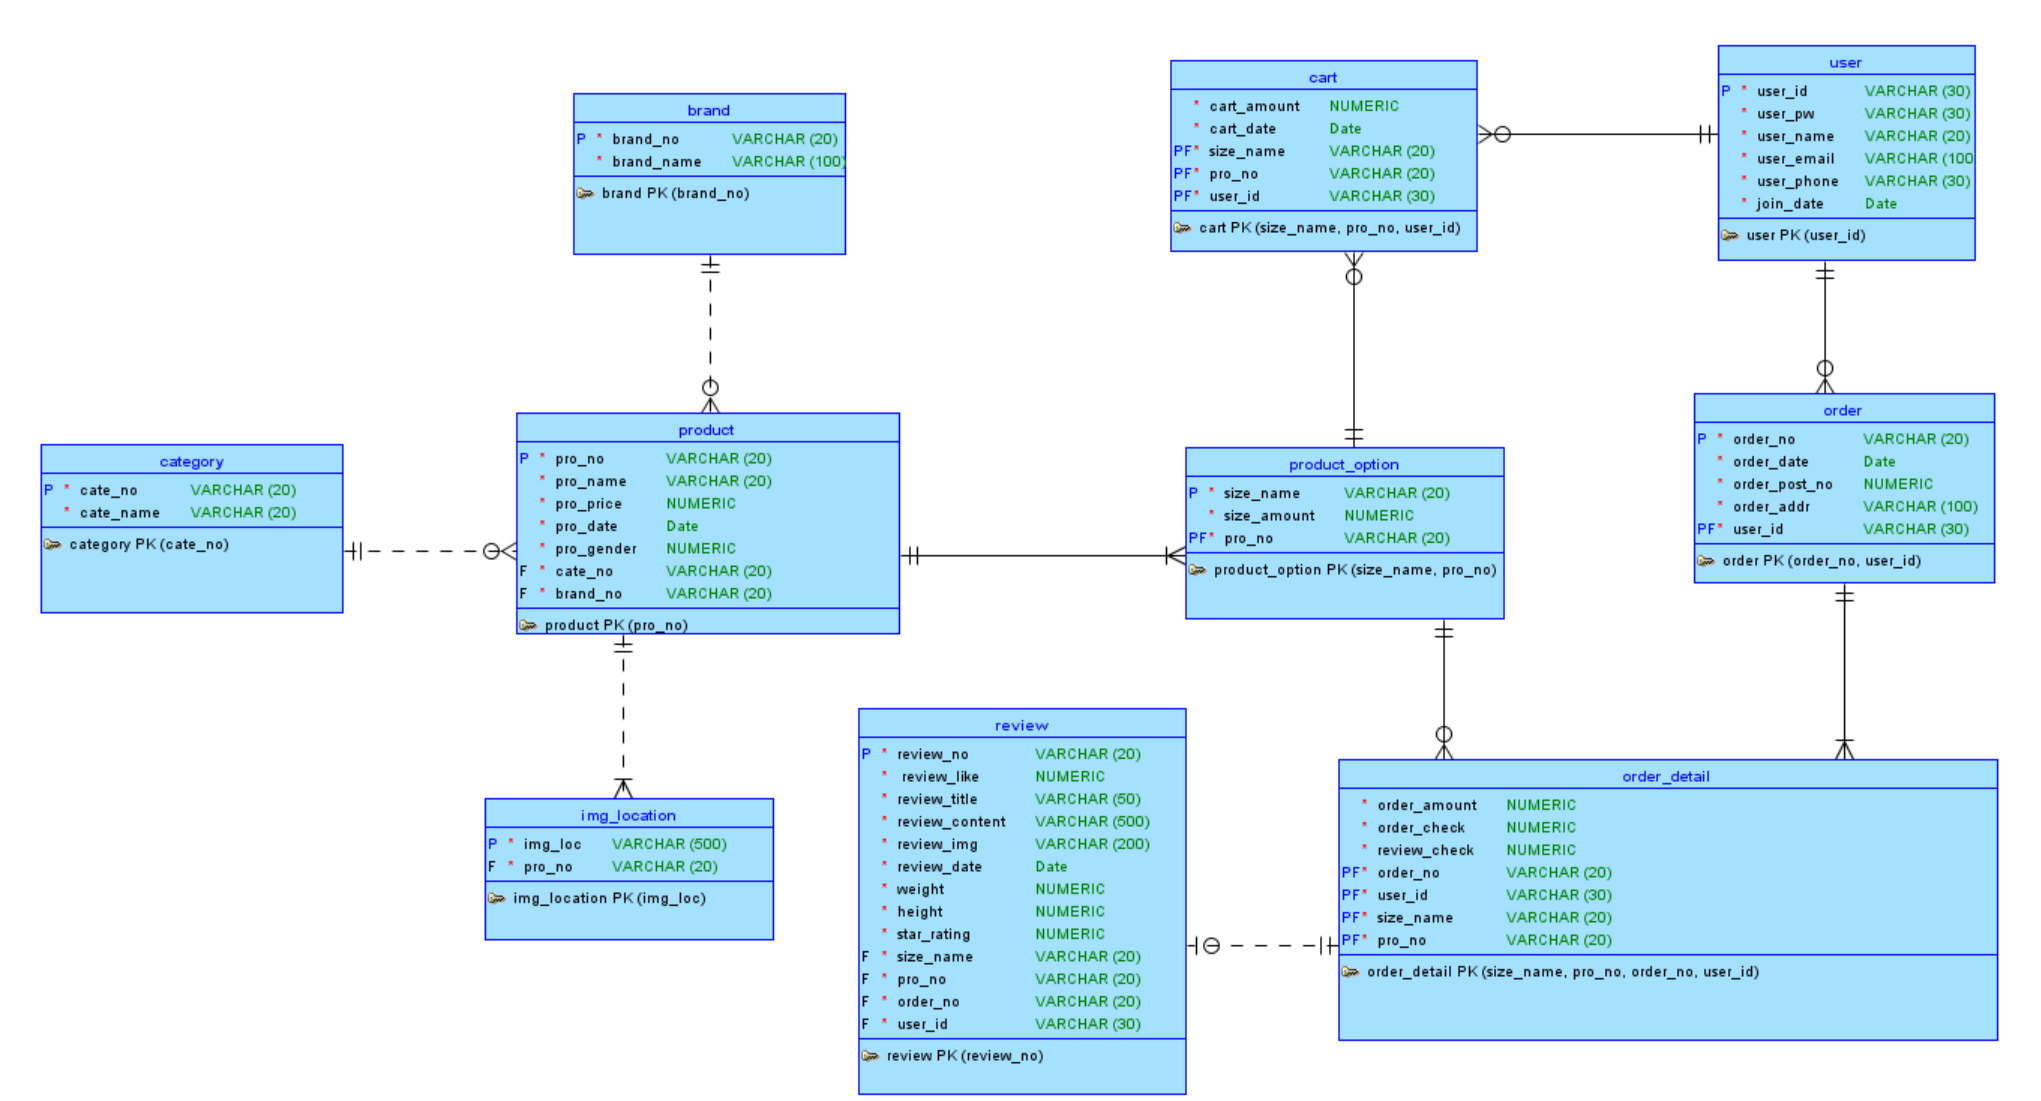 brand
P * brand_no VARCHAR (20)
* brand_name VARCHAR (100)
brand PK (brand_no)
cart
* cart_amount NUMERIC
* cart_date Date
PF* size_name VARCHAR (20)
PF* pro_no VARCHAR (20)
PF* user_id VARCHAR (30)
cart PK (size_name, pro_no, user_id)
user
P * user_id VARCHAR (30)
* user_pw VARCHAR (30)
* user_name VARCHAR (20)
* user_email VARCHAR (100
* user_phone VARCHAR (30)
* join_date Date
user PK (user_id)
category
P * cate_no VARCHAR (20)
* cate_name VARCHAR (20)
category PK (cate_no)
product
P * pro_no VARCHAR (20)
* pro_name VARCHAR (20)
* pro_price NUMERIC
* pro_date Date
* pro_gender NUMERIC
F * cate_no VARCHAR (20)
F * brand_no VARCHAR (20)
product PK (pro_no)
product_option
P * size_name VARCHAR (20)
* size_amount NUMERIC
PF* pro_no VARCHAR (20)
product_option PK (size_name, pro_no)
order
P * order_no VARCHAR (20)
* order_date Date
* order_post_no NUMERIC
* order_addr VARCHAR (100)
PF* user_id VARCHAR (30)
order PK (order_no, user_id)
img_location
P * img_loc VARCHAR (500)
F * pro_no VARCHAR (20)
img_location PK (img_loc)
review
P * review_no VARCHAR (20)
* review_like NUMERIC
* review_title VARCHAR (50)
* review_content VARCHAR (500)
* review_img VARCHAR (200)
* review_date Date
* weight NUMERIC
* height NUMERIC
* star_rating NUMERIC
F * size_name VARCHAR (20)
F * pro_no VARCHAR (20)
F * order_no VARCHAR (20)
F * user_id VARCHAR (30)
review PK (review_no)
order_detail
* order_amount NUMERIC
* order_check NUMERIC
* review_check NUMERIC
PF* order_no VARCHAR (20)
PF* user_id VARCHAR (30)
PF* size_name VARCHAR (20)
PF* pro_no VARCHAR (20)
order_detail PK (size_name, pro_no, order_no, user_id)